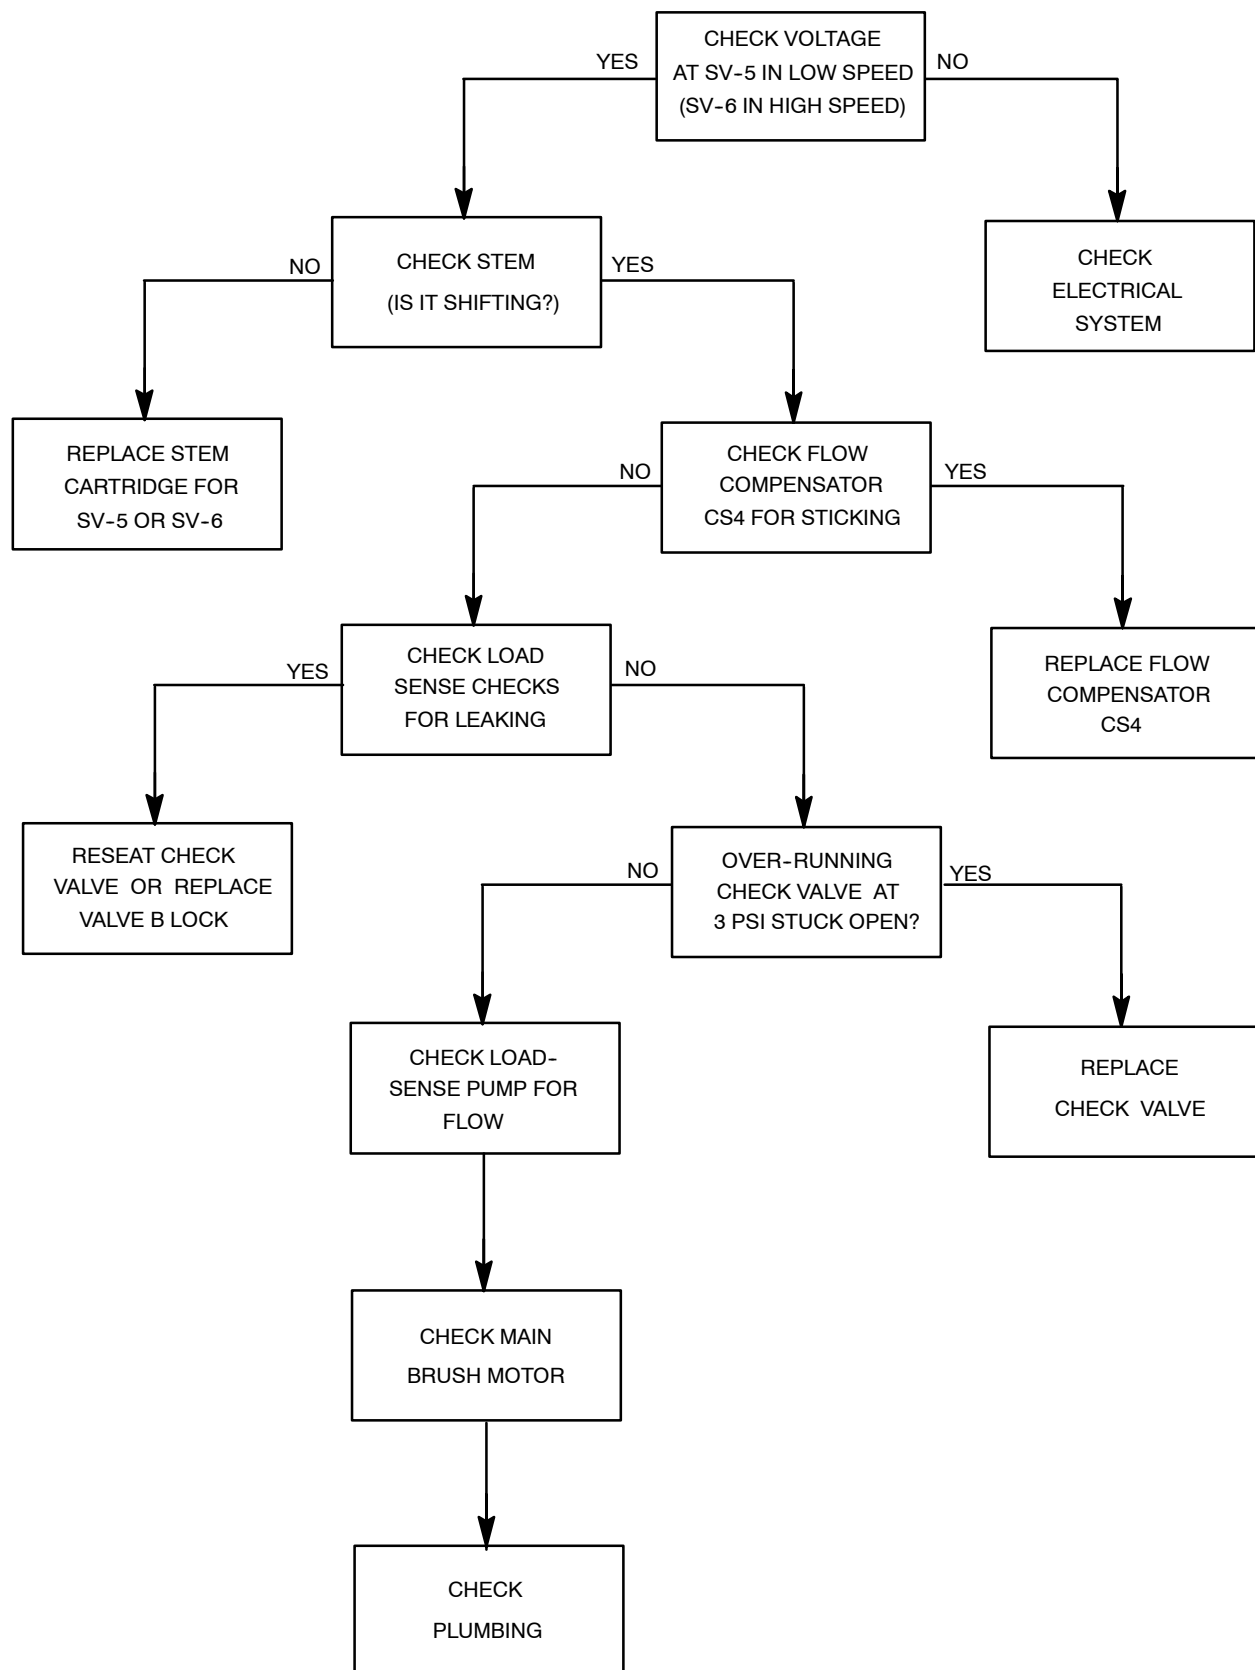 CHECK VOLTAGE
AT SV-5 IN LOW SPEED
(SV-6 IN HIGH SPEED)
YES
NO
CHECK STEM
(IS IT SHIFTING?)
NO
YES
CHECK
ELECTRICAL
SYSTEM
REPLACE STEM
CARTRIDGE FOR
SV-5 OR SV-6
CHECK FLOW
COMPENSATOR
CS4 FOR STICKING
NO
YES
CHECK LOAD
SENSE CHECKS
FOR LEAKING
YES
NO
REPLACE FLOW
COMPENSATOR
CS4
RESEAT CHECK
VALVE OR REPLACE
VALVE B LOCK
OVER-RUNNING
CHECK VALVE AT
3 PSI STUCK OPEN?
NO
YES
CHECK LOAD-
SENSE PUMP FOR
FLOW
REPLACE
CHECK VALVE
CHECK MAIN
BRUSH MOTOR
CHECK
PLUMBING